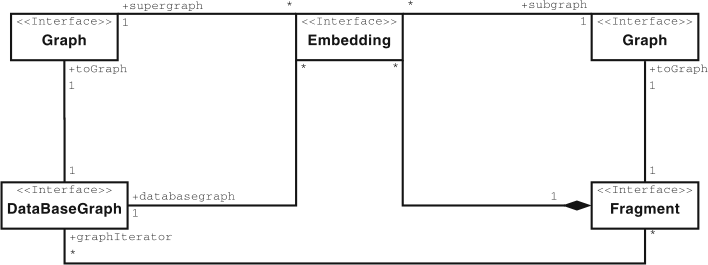 +supergraph * * +subgraph
<<Interface>> 1 <<Interface>> 1 <<Interface>>
Graph Embedding Graph
+toGraph * * +toGraph
1 1
1 1
<<Interface>> +databasegraph 1 <<Interface>>
DataBaseGraph 1 Fragment
+graphIterator *
*